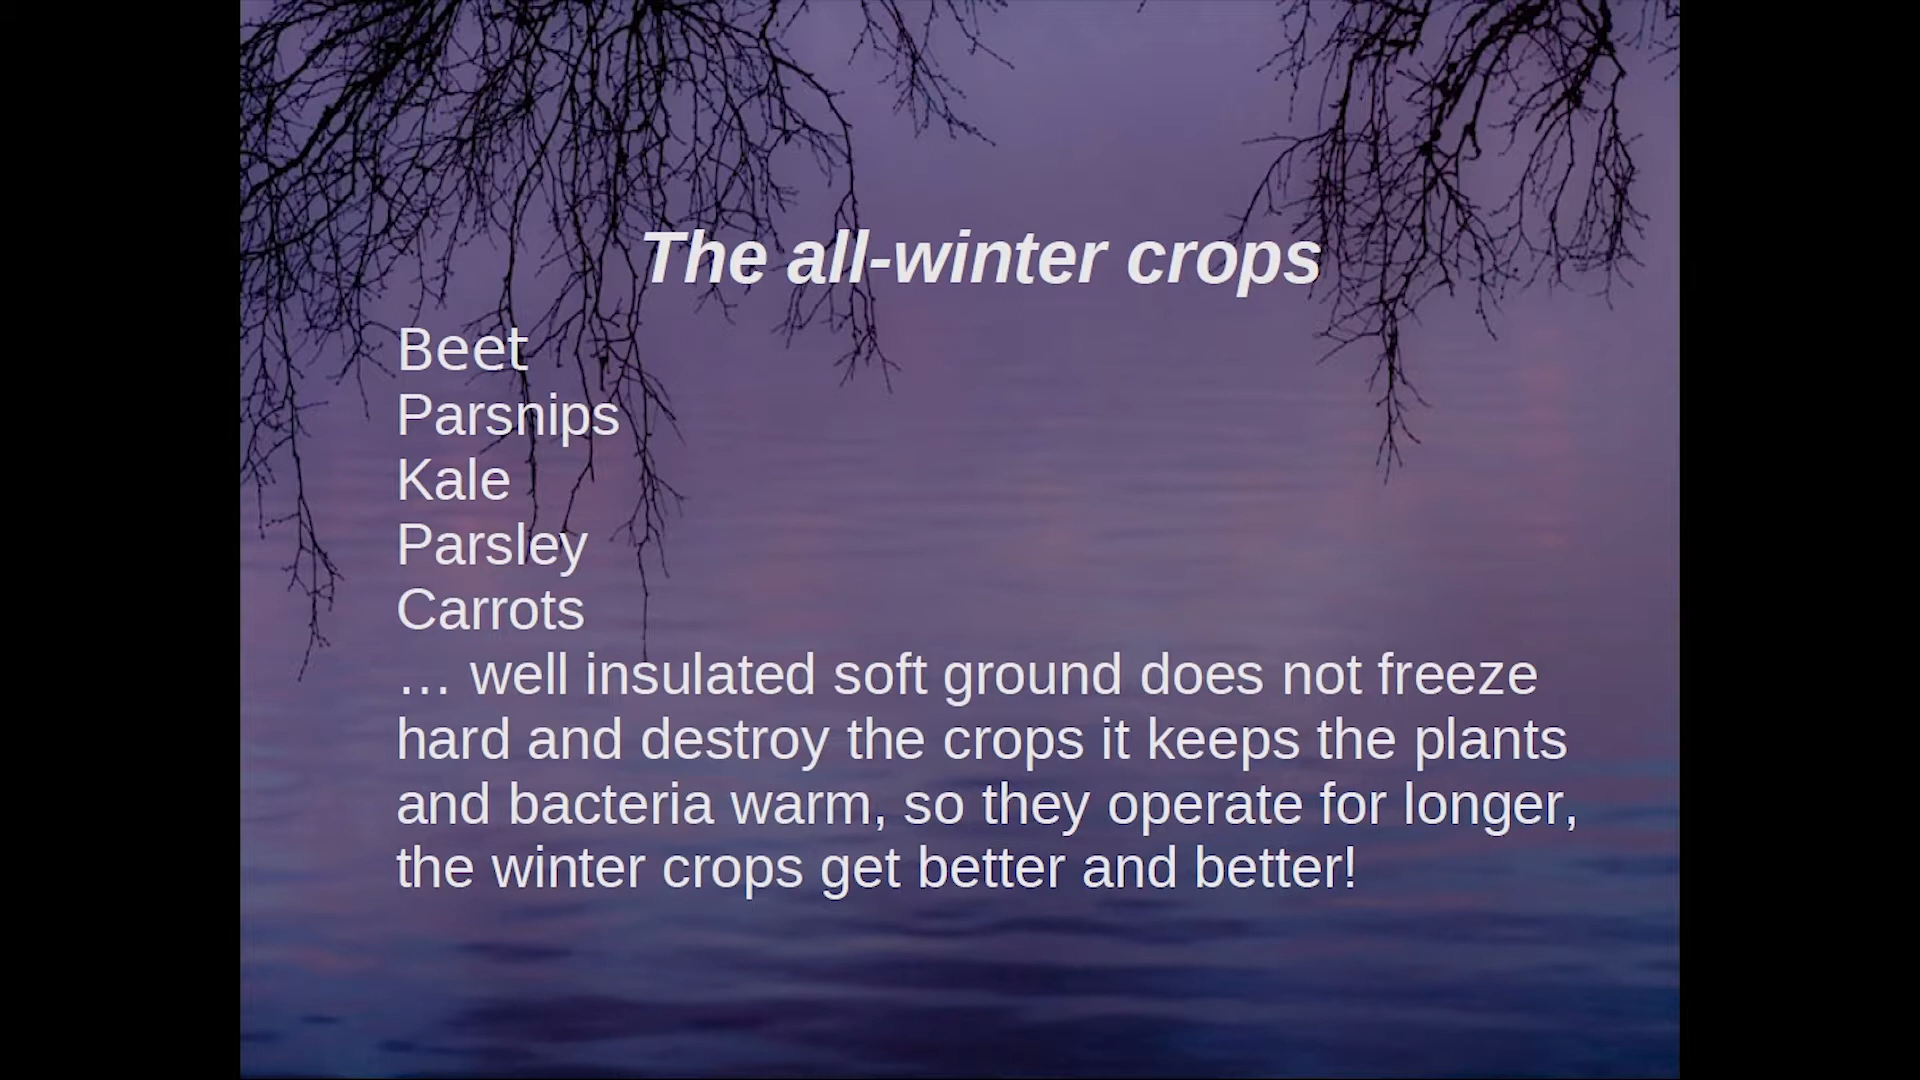 The all-winter crops
Beet
Parsnips
Kale
Parsley
Carrots
… well insulated soft ground does not freeze
hard and destroy the crops it keeps the plants
and bacteria warm, so they operate for longer,
the winter crops get better and better!